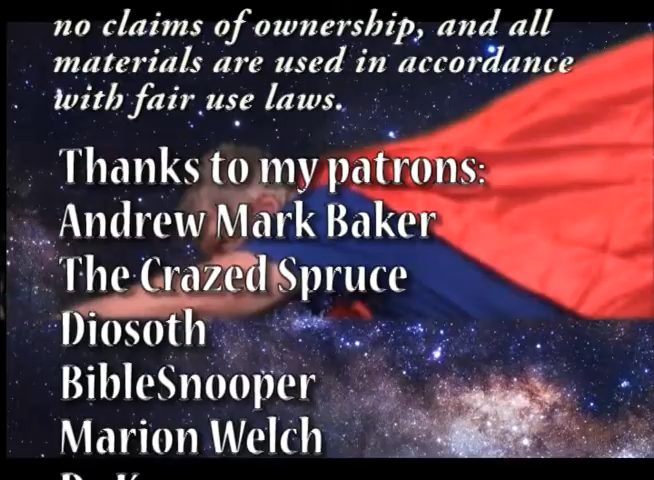 no claims of ownership, and all
materials are used in accordance
with fair use laws.
Thanks to my patrons:
Andrew Mark Baker
The Crazed Spruce
Diosoth
BibleSnooper
Marion Welch